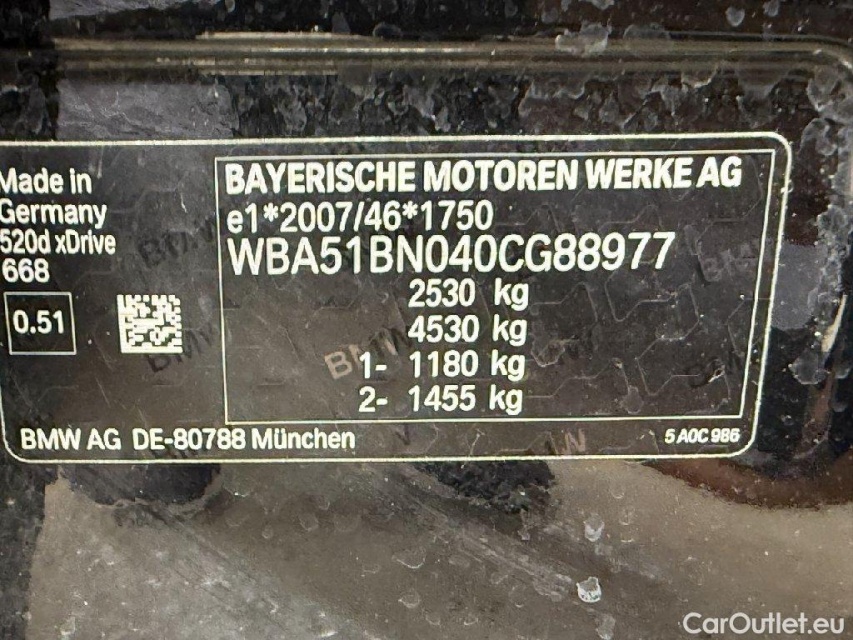 Made in
Germany
520d xDrive
668
0.51
BAYERISCHE MOTOREN WERKE AG
e1*2007/46*1750
WBA51BN040CG88977
2530 kg
4530 kg
1- 1180 kg
2- 1455 kg
BMW AG DE-80788 München
5 A0C 986
CarOutlet.eu